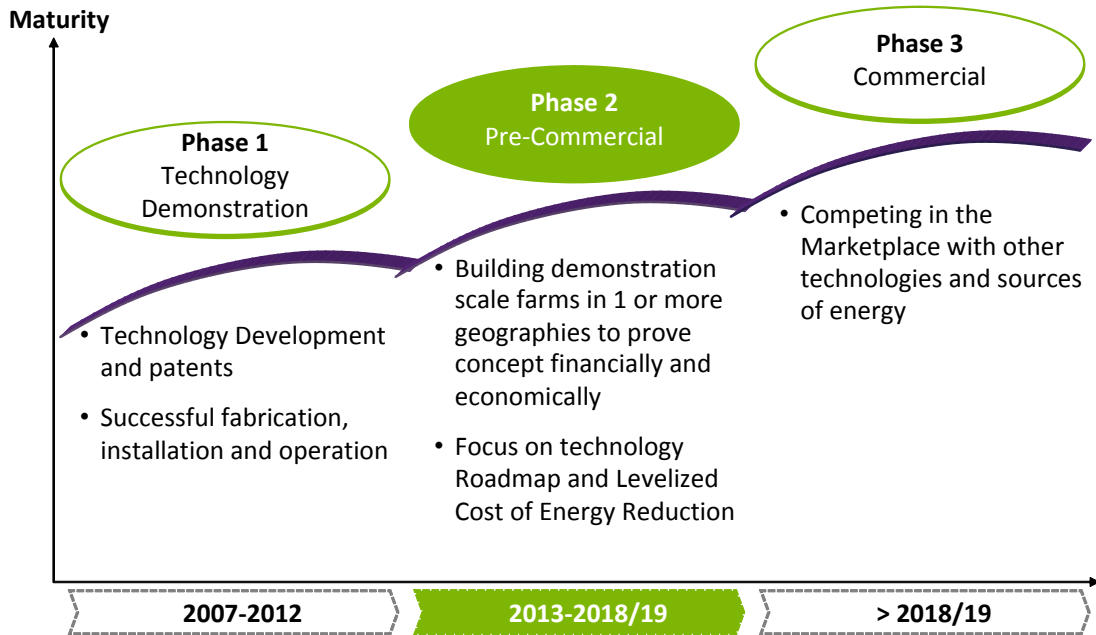 Maturity
Phase 1
Technology
Demonstration
Phase 2
Pre-Commercial
Phase 3
Commercial
• Technology Development
and patents
• Successful fabrication,
installation and operation
• Building demonstration
scale farms in 1 or more
geographies to prove
concept financially and
economically
• Focus on technology
Roadmap and Levelized
Cost of Energy Reduction
• Competing in the
Marketplace with other
technologies and sources
of energy
2007-2012
2013-2018/19
> 2018/19